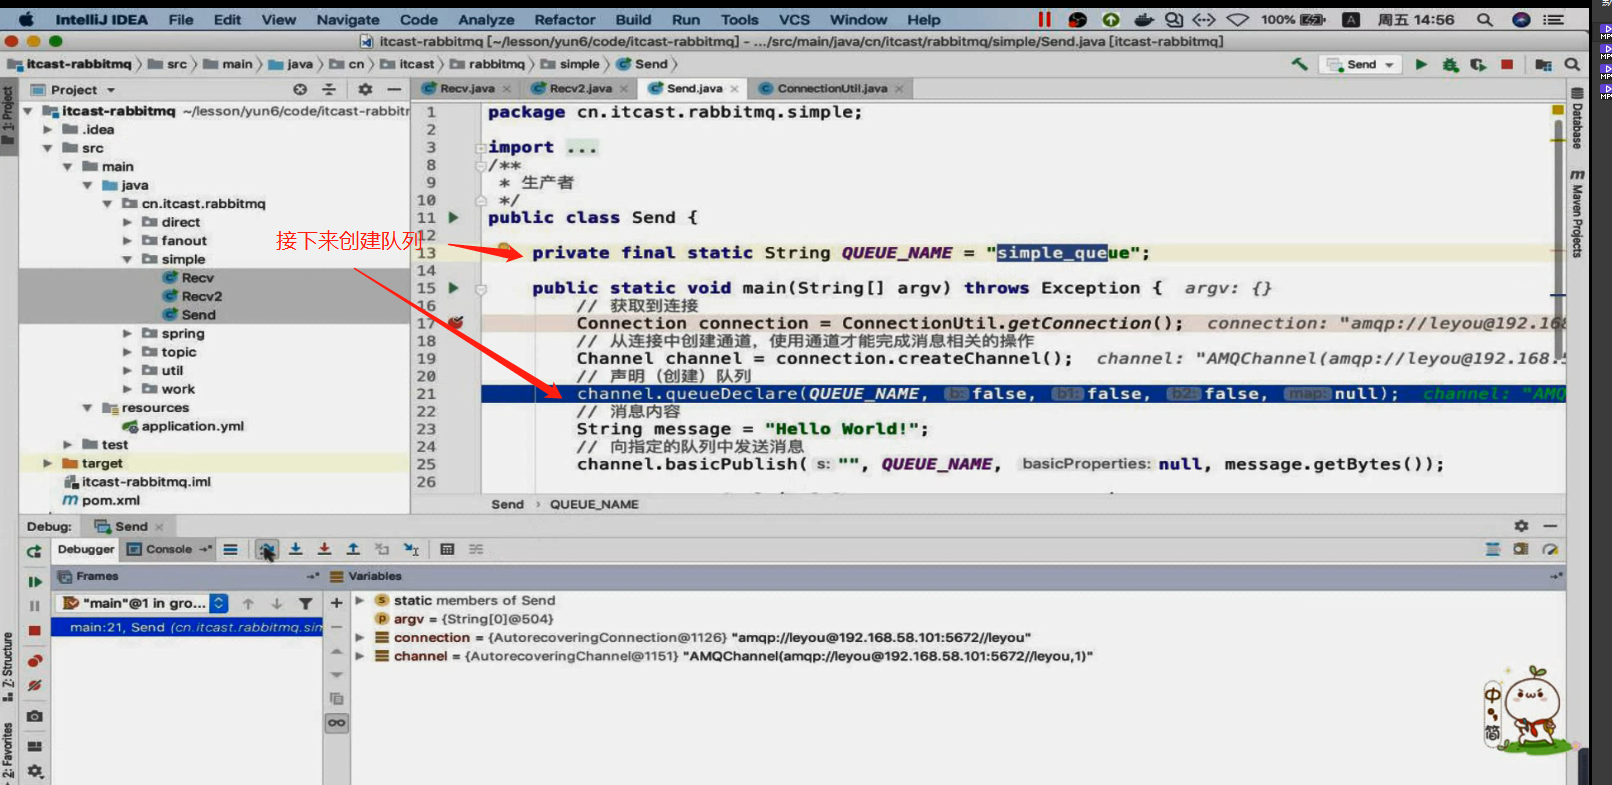 IntelliJ IDEA File Edit View Navigate Code Analyze Refactor Build Run Tools VCS Window Help 100% A 周五 14:56
itcast-rabbitmq [~/lesson/yun6/code/itcast-rabbitmq] - .../src/main/java/cn/itcast/rabbitmq/simple/Send.java [itcast-rabbitmq]
itcast-rabbitmq src main java cn itcast rabbitmq simple Send
Send
Project
Recv.java Recv2.java Send.java ConnectionUtil.java
1: Project
itcast-rabbitmq ~/lesson/yun6/code/itcast-rabbitr
.idea
src
main
java
cn.itcast.rabbitmq
direct
fanout
simple
Recv
Recv2
Send
spring
topic
util
work
resources
application.yml
test
target
itcast-rabbitmq.iml
pom.xml
接下来创建队列
1 package cn.itcast.rabbitmq.simple;
2
3 import ...
8 /**
9 * 生产者
10 */
11 public class Send {
12
13 private final static String QUEUE_NAME = "simple_queue";
14
15 public static void main(String[] argv) throws Exception { argv: {}
16 // 获取到连接
17 Connection connection = ConnectionUtil.getConnection(); connection: "amqp://leyou@192.168
18 // 从连接中创建通道，使用通道才能完成消息相关的操作
19 Channel channel = connection.createChannel(); channel: "AMQChannel(amqp://leyou@192.168.5
20 // 声明（创建）队列
21 channel.queueDeclare(QUEUE_NAME, b: false, b1: false, b2: false, map: null); channel: "AMQ
22 // 消息内容
23 String message = "Hello World!";
24 // 向指定的队列中发送消息
25 channel.basicPublish( s: "", QUEUE_NAME, basicProperties: null, message.getBytes());
26
Send › QUEUE_NAME
Database
m Maven Projects
Debug: Send
Debugger Console
Frames
Variables
"main"@1 in gro...
main:21, Send (cn.itcast.rabbitmq.sim
static members of Send
argv = {String[0]@504}
connection = {AutorecoveringConnection@1126} "amqp://leyou@192.168.58.101:5672//leyou"
channel = {AutorecoveringChannel@1151} "AMQChannel(amqp://leyou@192.168.58.101:5672//leyou,1)"
Z: Structure
2: Favorites
中
简